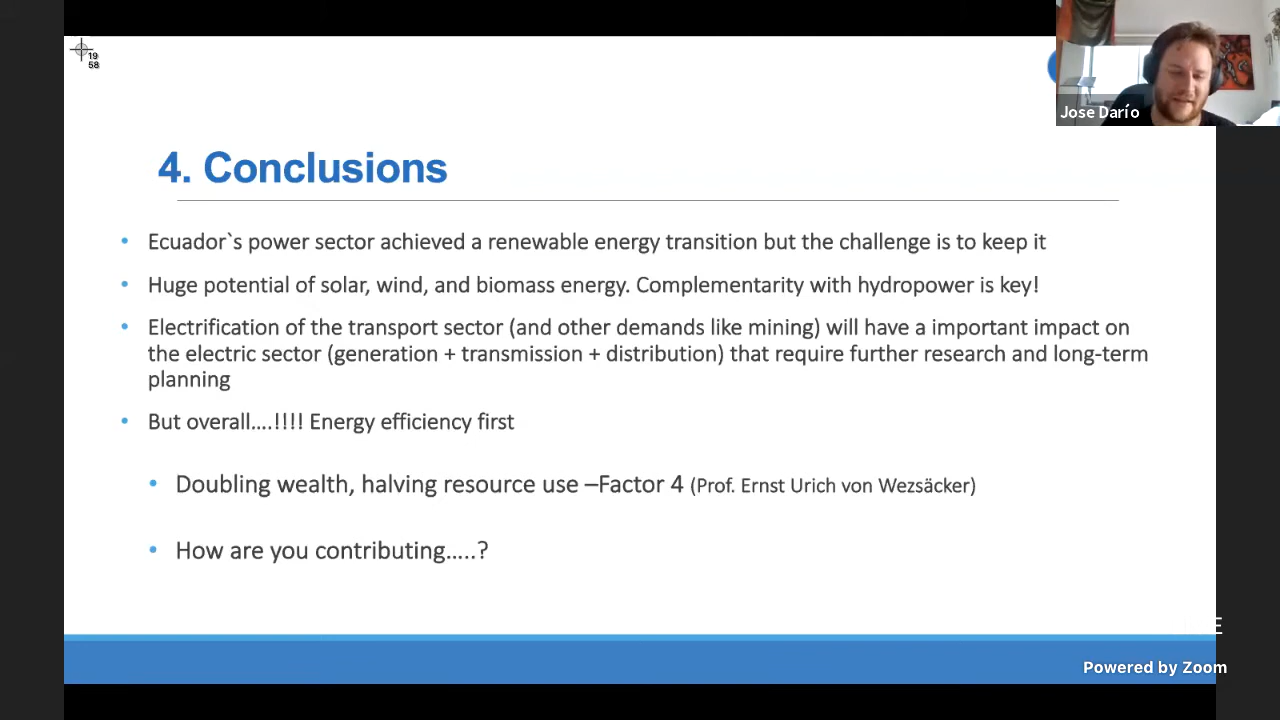 19
58
Jose Darío
4. Conclusions
• Ecuador`s power sector achieved a renewable energy transition but the challenge is to keep it
• Huge potential of solar, wind, and biomass energy. Complementarity with hydropower is key!
• Electrification of the transport sector (and other demands like mining) will have a important impact on
the electric sector (generation + transmission + distribution) that require further research and long-term
planning
• But overall....!!!! Energy efficiency first
• Doubling wealth, halving resource use –Factor 4 (Prof. Ernst Urich von Wezsäcker)
• How are you contributing.....?
E
Powered by Zoom